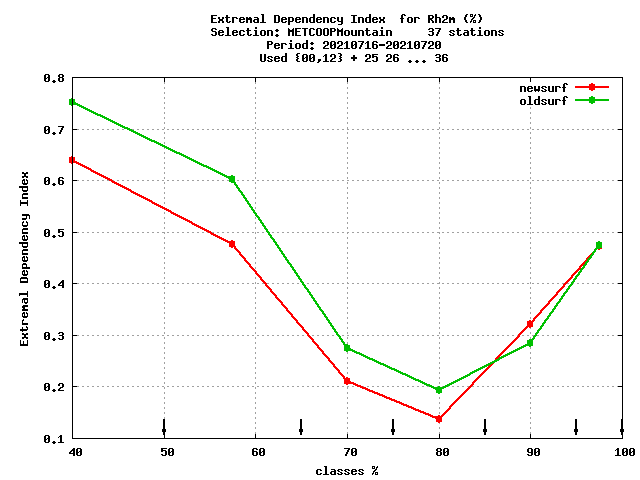 Extremal Dependency Index  for Rh2m (%)
Selection: METCOOPMountain     37 stations
Period: 20210716-20210720
Used {00,12} + 25 26 ... 36
newsurf
oldsurf
0.8
0.7
0.6
0.5
0.4
0.3
0.2
0.1
Extremal Dependency Index
40 50 60 70 80 90 100
classes %